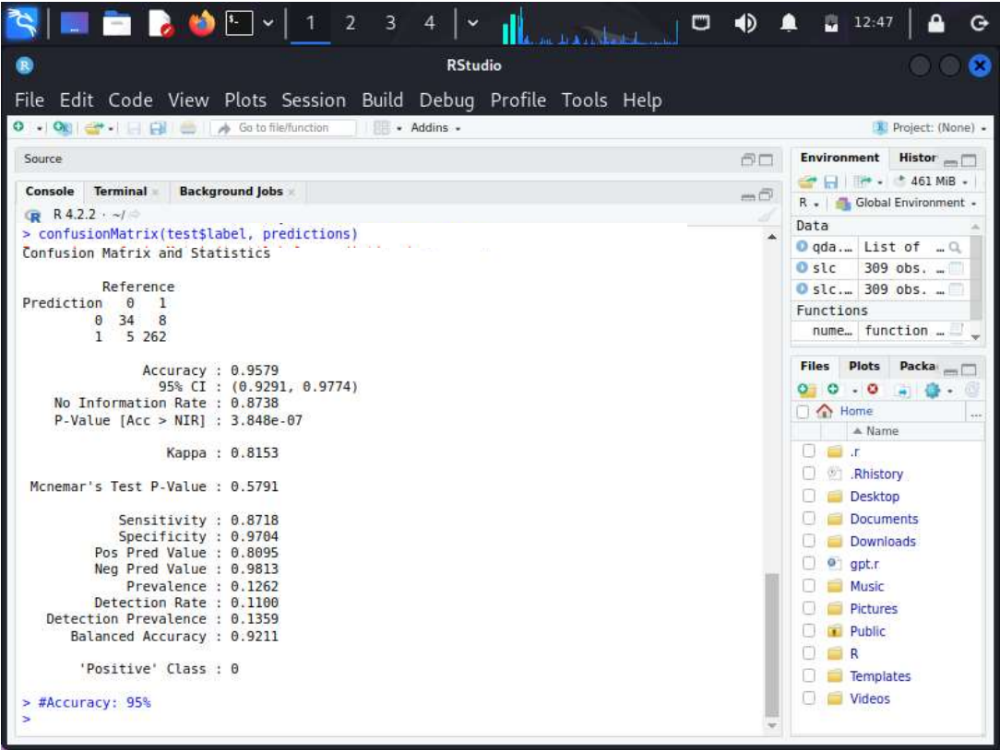 1 2 3 4 12:47
RStudio
File Edit Code View Plots Session Build Debug Profile Tools Help
Go to file/function Addins Project: (None)
Source
Console Terminal Background Jobs
R 4.2.2 · ~/
> confusionMatrix(test$label, predictions)
Confusion Matrix and Statistics
Reference
Prediction 0 1
0 34 8
1 5 262
Accuracy : 0.9579
95% CI : (0.9291, 0.9774)
No Information Rate : 0.8738
P-Value [Acc > NIR] : 3.848e-07
Kappa : 0.8153
Mcnemar's Test P-Value : 0.5791
Sensitivity : 0.8718
Specificity : 0.9704
Pos Pred Value : 0.8095
Neg Pred Value : 0.9813
Prevalence : 0.1262
Detection Rate : 0.1100
Detection Prevalence : 0.1359
Balanced Accuracy : 0.9211
'Positive' Class : 0
> #Accuracy: 95%
>
Environment Histor
461 MiB
R Global Environment
Data
qda.… List of …
slc 309 obs. …
slc.… 309 obs. …
Functions
nume… function …
Files Plots Packa
Home ...
Name
.r
.Rhistory
Desktop
Documents
Downloads
gpt.r
Music
Pictures
Public
R
Templates
Videos